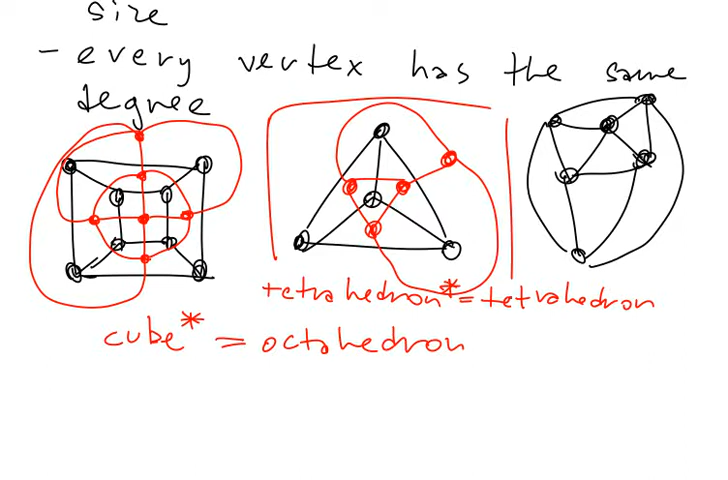 size
- every vertex has the same
degree
tetrahedron* = tetrahedron
cube* = octahedron